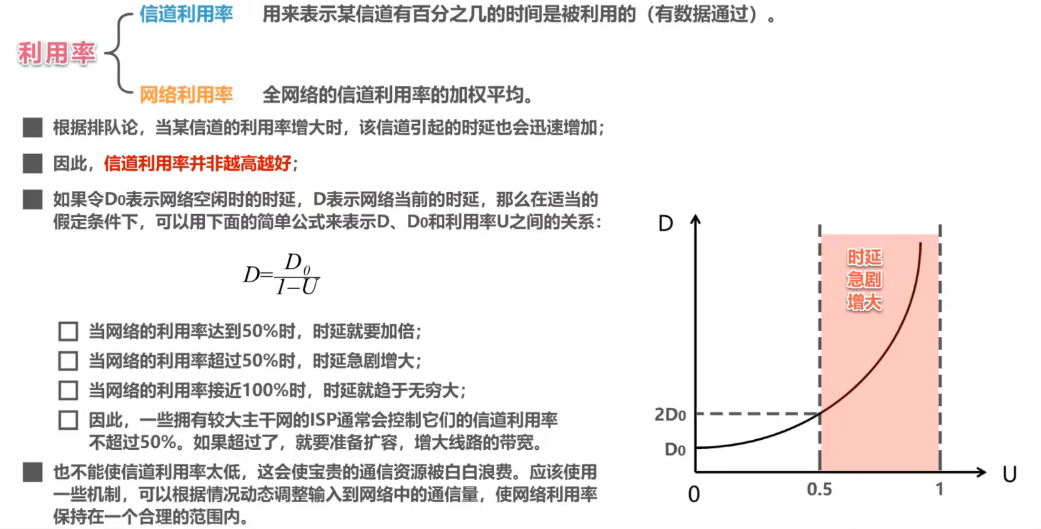 信道利用率 用来表示某信道有百分之几的时间是被利用的（有数据通过）。
利用率
网络利用率 全网络的信道利用率的加权平均。
根据排队论，当某信道的利用率增大时，该信道引起的时延也会迅速增加；
因此，信道利用率并非越高越好；
如果令D0表示网络空闲时的时延，D表示网络当前的时延，那么在适当的
假定条件下，可以用下面的简单公式来表示D、D0和利用率U之间的关系：
D=D0/1-U
当网络的利用率达到50%时，时延就要加倍；
当网络的利用率超过50%时，时延急剧增大；
当网络的利用率接近100%时，时延就趋于无穷大；
因此，一些拥有较大主干网的ISP通常会控制它们的信道利用率
不超过50%。如果超过了，就要准备扩容，增大线路的带宽。
也不能使信道利用率太低，这会使宝贵的通信资源被白白浪费。应该使用
一些机制，可以根据情况动态调整输入到网络中的通信量，使网络利用率
保持在一个合理的范围内。
D
时延
急剧
增大
2D0
D0
0
0.5
1
U